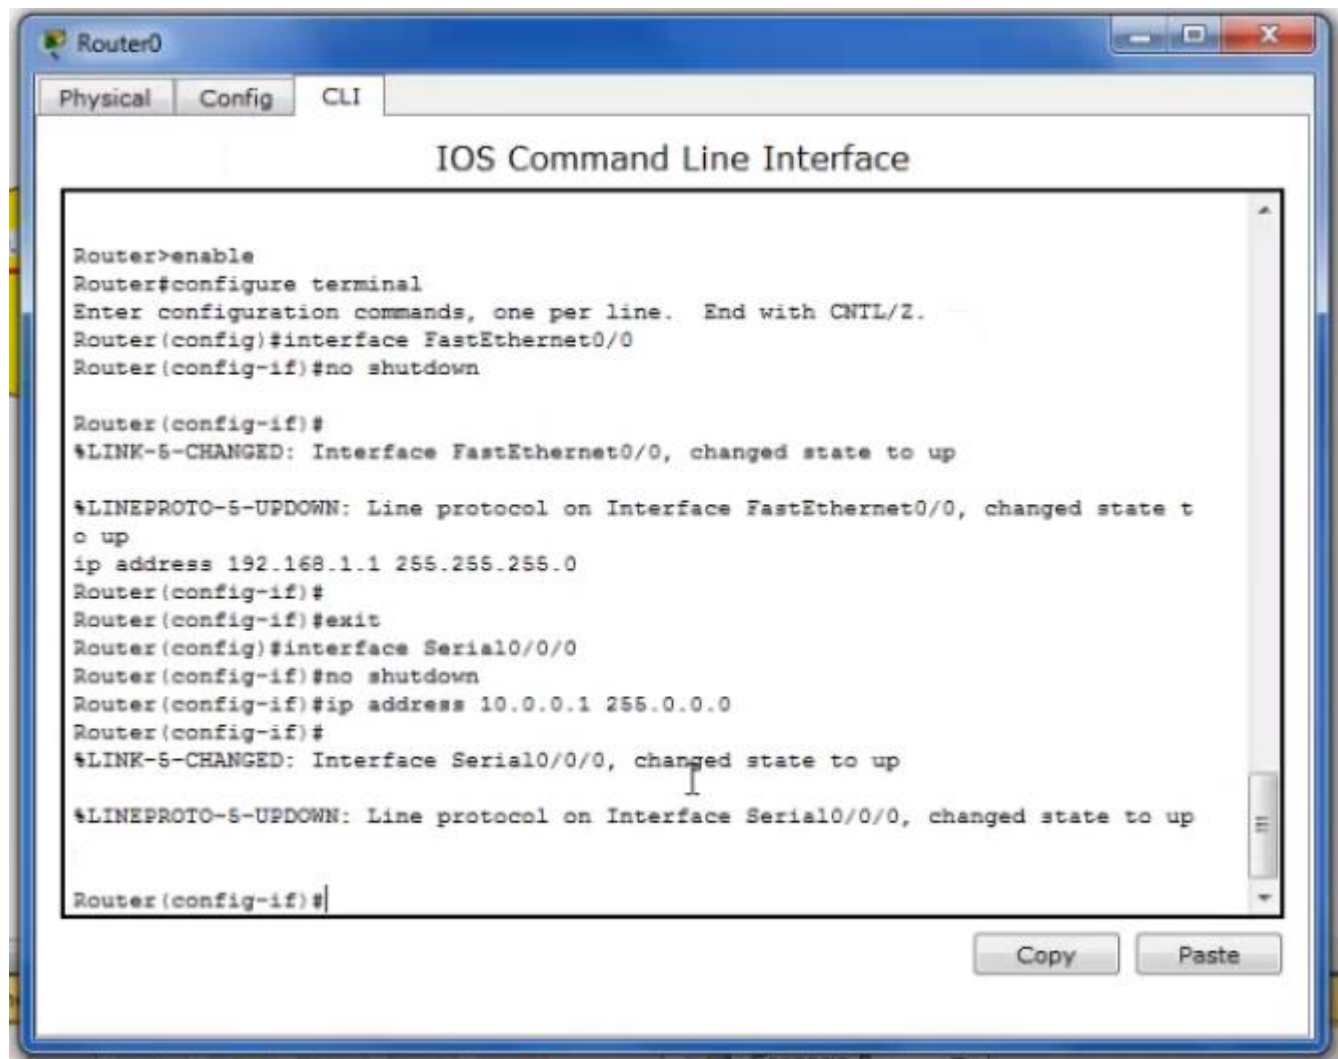 Router0
Physical
Config
CLI
IOS Command Line Interface
Router>enable
Router#configure terminal
Enter configuration commands, one per line.  End with CNTL/Z.
Router(config)#interface FastEthernet0/0
Router(config-if)#no shutdown
Router(config-if)#
%LINK-5-CHANGED: Interface FastEthernet0/0, changed state to up
%LINEPROTO-5-UPDOWN: Line protocol on Interface FastEthernet0/0, changed state t
o up
ip address 192.168.1.1 255.255.255.0
Router(config-if)#
Router(config-if)#exit
Router(config)#interface Serial0/0/0
Router(config-if)#no shutdown
Router(config-if)#ip address 10.0.0.1 255.0.0.0
Router(config-if)#
%LINK-5-CHANGED: Interface Serial0/0/0, changed state to up
%LINEPROTO-5-UPDOWN: Line protocol on Interface Serial0/0/0, changed state to up
Router(config-if)#
Copy
Paste